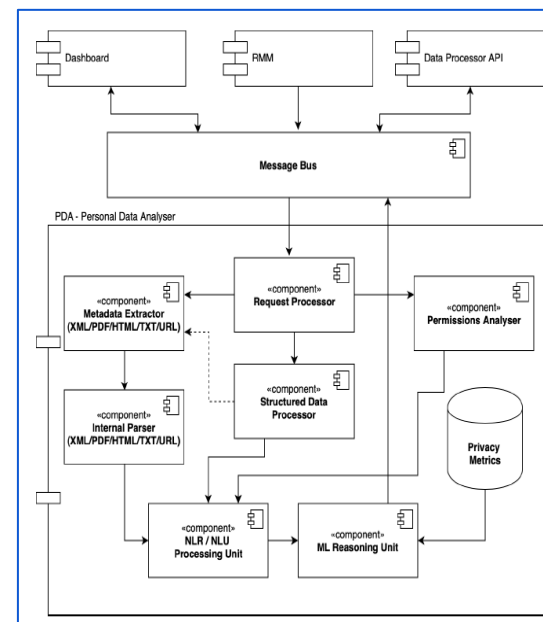 Dashboard
RMM
Data Processor API
Message Bus
PDA - Personal Data Analyser
«component»
Request Processor
«component»
Metadata Extractor
(XML/PDF/HTML/TXT/URL)
«component»
Permissions Analyser
«component»
Structured Data
Processor
«component»
Internal Parser
(XML/PDF/HTML/TXT/URL)
Privacy
Metrics
«component»
NLR / NLU
Processing Unit
«component»
ML Reasoning Unit